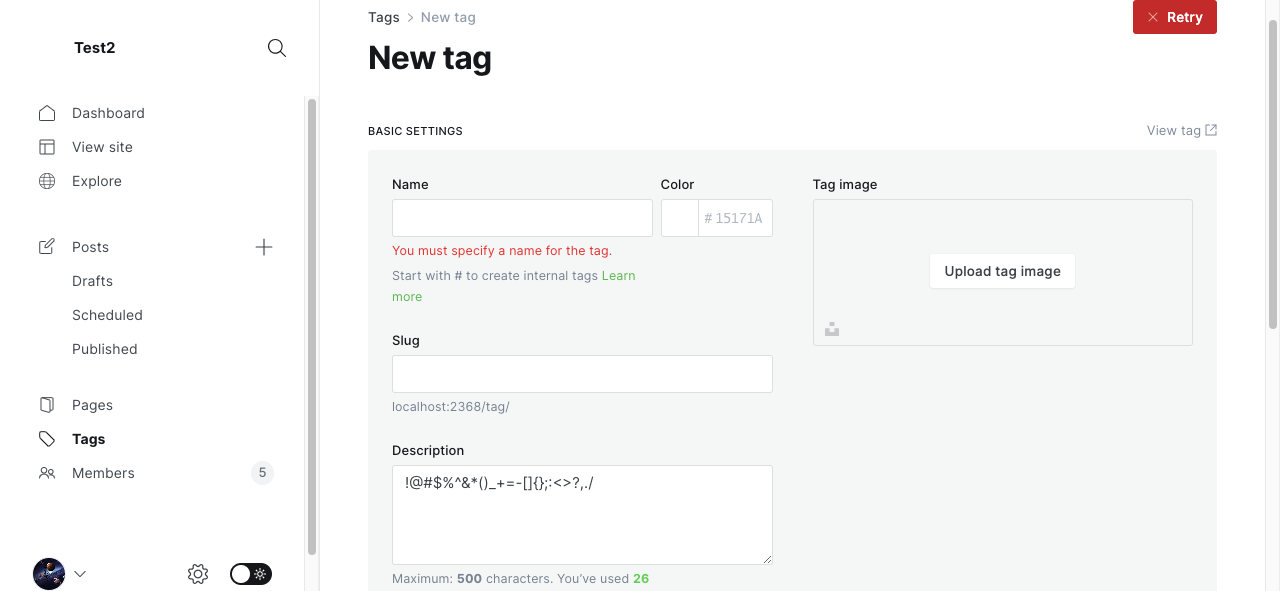 Test2
Dashboard
View site
Explore
Posts
Drafts
Scheduled
Published
Pages
Tags
Members 5
Tags > New tag
Retry
New tag
BASIC SETTINGS
View tag
Name
Color
# 15171A
You must specify a name for the tag.
Start with # to create internal tags Learn
more
Slug
localhost:2368/tag/
Description
!@#$%^&*()_+=-[]{};:<>?,./
Maximum: 500 characters. You’ve used 26
Tag image
Upload tag image